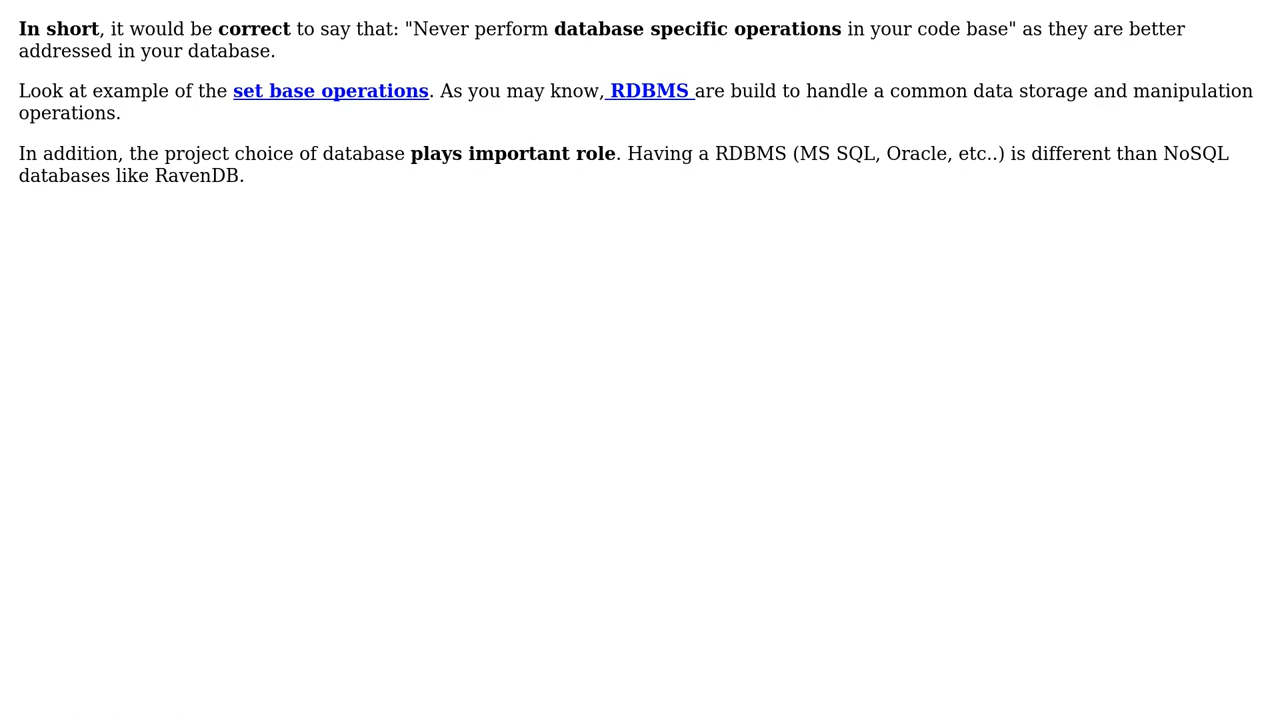 In short, it would be correct to say that: "Never perform database specific operations in your code base" as they are better
addressed in your database.
Look at example of the set base operations. As you may know, RDBMS are build to handle a common data storage and manipulation
operations.
In addition, the project choice of database plays important role. Having a RDBMS (MS SQL, Oracle, etc..) is different than NoSQL
databases like RavenDB.